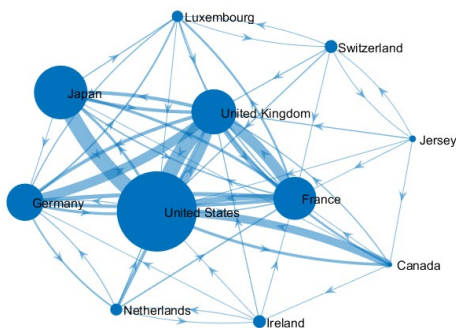 Luxembourg
Switzerland
Japan
United Kingdom
Jersey
Germany
United States
France
Canada
Netherlands
Ireland